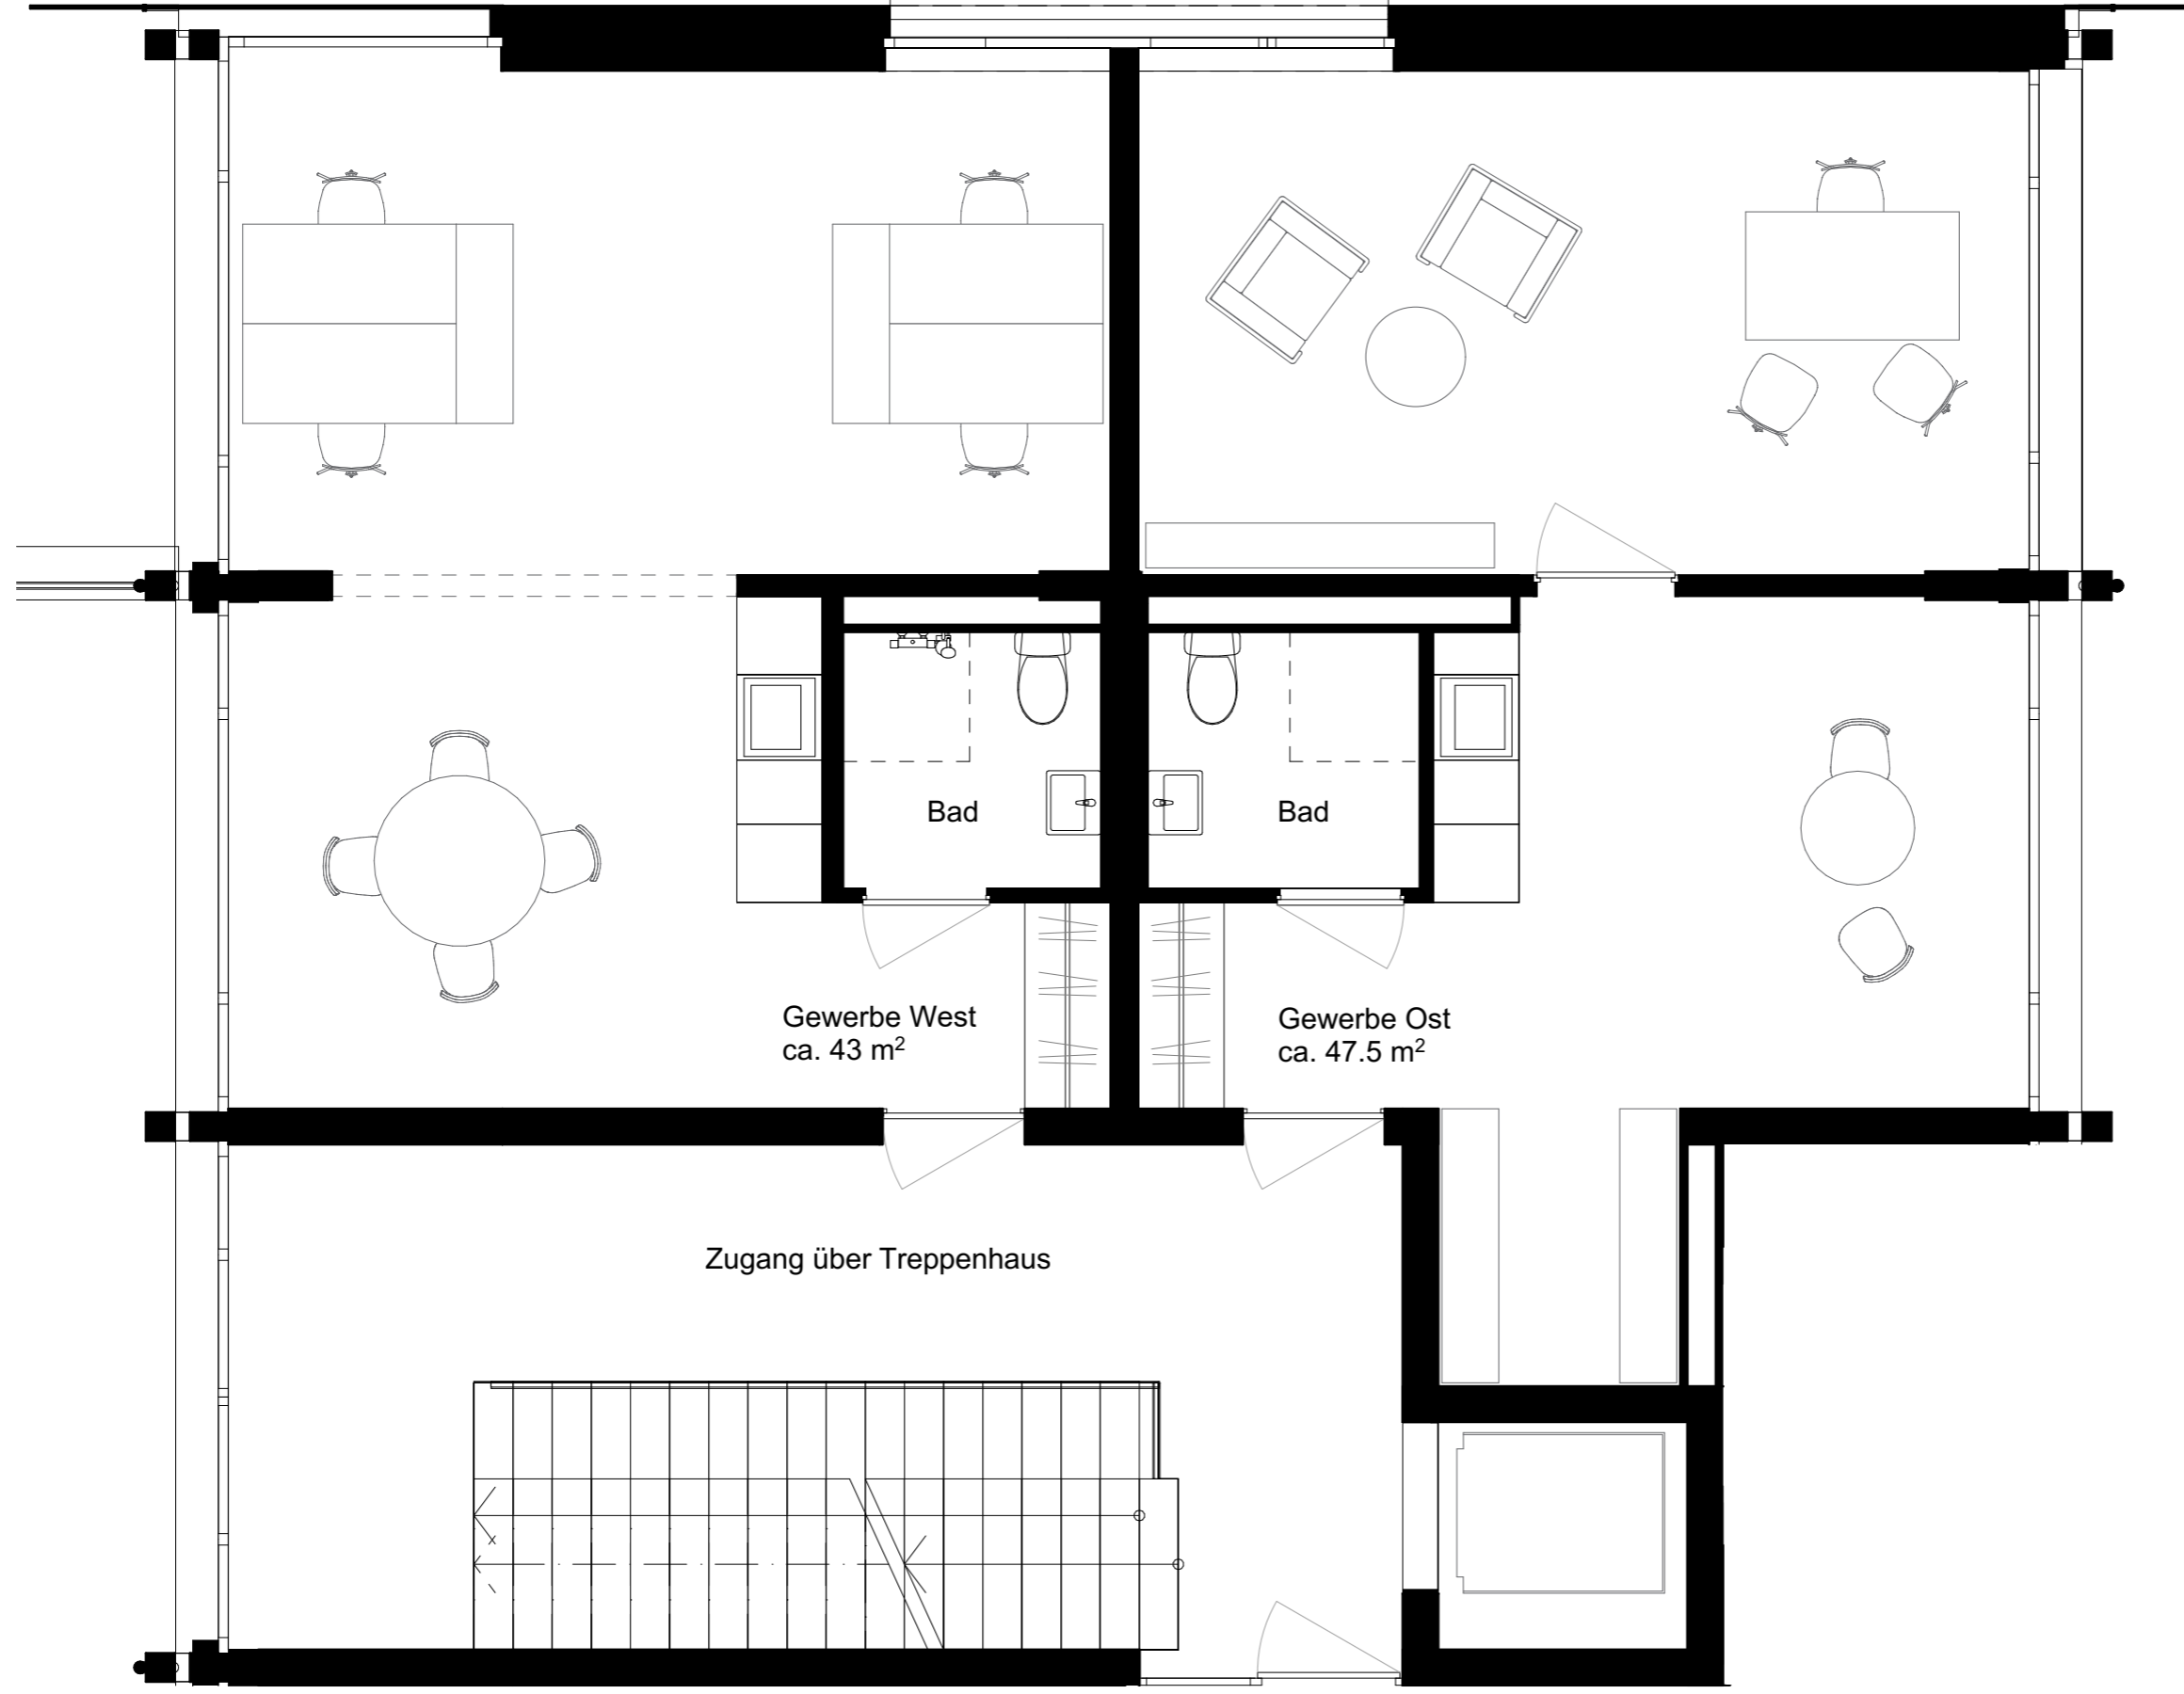 Bad
Bad
Gewerbe West
ca. 43 m²
Gewerbe Ost
ca. 47.5 m²
Zugang über Treppenhaus